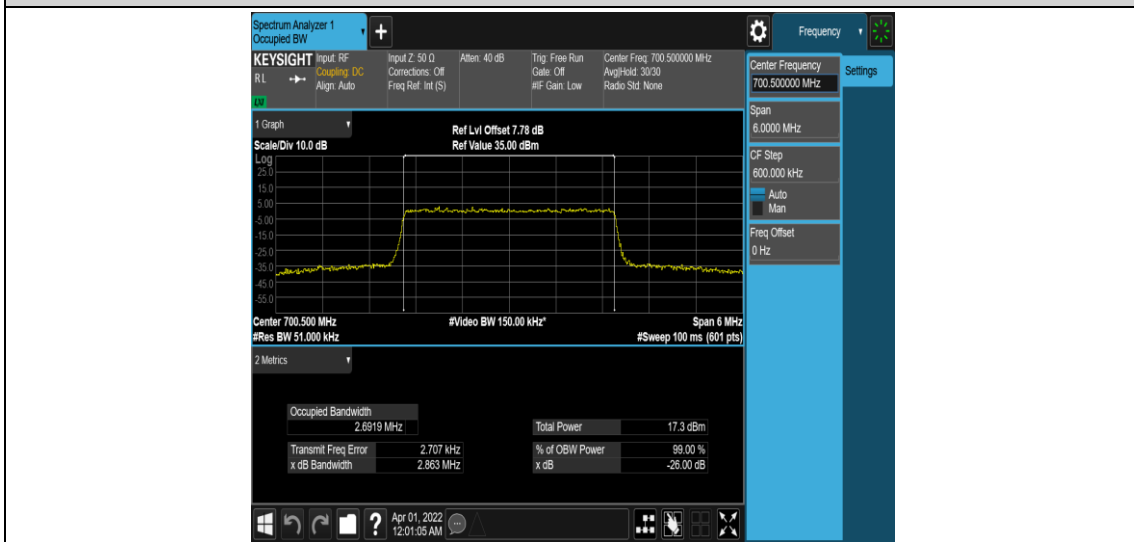 Spectrum Analyzer 1
Occupied BW
+
Frequency
KEYSIGHT
RL
LXI
Input: RF
Coupling: DC
Align: Auto
Input Z: 50 Ω
Corrections: Off
Freq Ref: Int (S)
Atten: 40 dB
Trig: Free Run
Gate: Off
#IF Gain: Low
Center Freq: 700.500000 MHz
Avg|Hold: 30/30
Radio Std: None
Center Frequency
700.500000 MHz
Settings
Span
6.0000 MHz
CF Step
600.000 kHz
Auto
Man
Freq Offset
0 Hz
1 Graph
Scale/Div 10.0 dB
Ref Lvl Offset 7.78 dB
Ref Value 35.00 dBm
Log
25.0
15.0
5.00
-5.00
-15.0
-25.0
-35.0
-45.0
-55.0
Center 700.500 MHz
#Video BW 150.00 kHz*
Span 6 MHz
#Res BW 51.000 kHz
#Sweep 100 ms (601 pts)
2 Metrics
Occupied Bandwidth
2.6919 MHz
Total Power 17.3 dBm
Transmit Freq Error 2.707 kHz
% of OBW Power 99.00 %
x dB Bandwidth 2.863 MHz
x dB -26.00 dB
?
Apr 01, 2022
12:01:05 AM